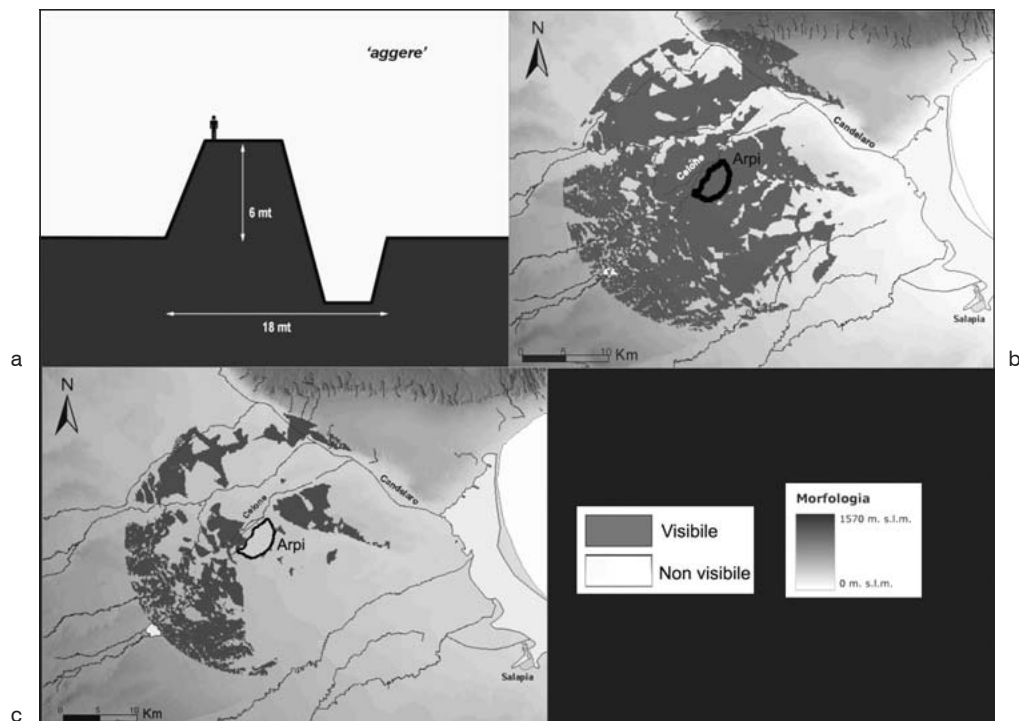 'aggere'
6 mt
18 mt
a
N
Candelaro
Celone
Arpi
Salapia
0 5 10 Km
b
N
Candelaro
Celone
Arpi
Salapia
0 5 10 Km
c
Visibile
Non visibile
Morfologia
1570 m. s.l.m.
0 m. s.l.m.